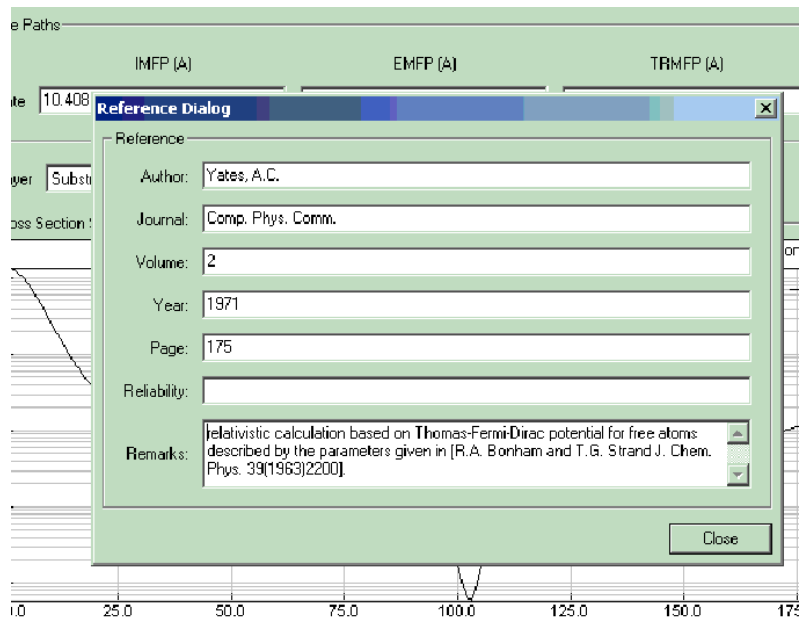 e Paths
IMFP (A) EMFP (A) TRMFP (A)
te 10.408
Reference Dialog
Reference
yer Substr
Author: Yates, A.C.
Journal: Comp. Phys. Comm.
oss Section S
Volume: 2
Year: 1971
Page: 175
Reliability:
Remarks: relativistic calculation based on Thomas-Fermi-Dirac potential for free atoms
described by the parameters given in [R.A. Bonham and T.G. Strand J. Chem.
Phys. 39(1963)2200].
Close
0.0 25.0 50.0 75.0 100.0 125.0 150.0 175